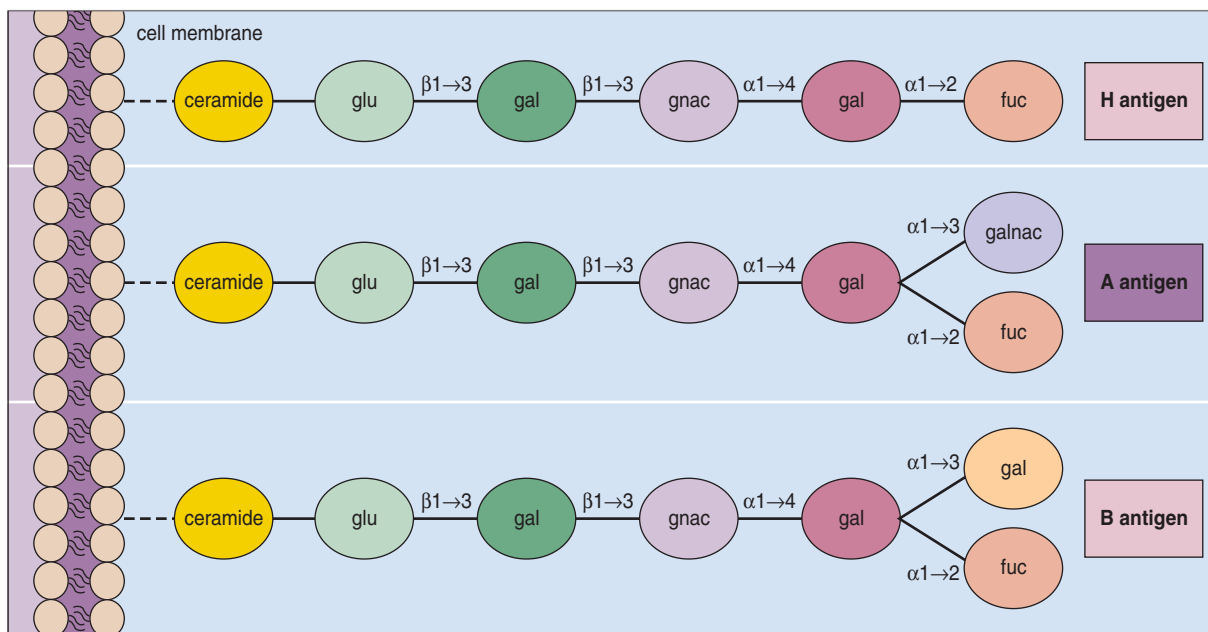 cell membrane
ceramide glu β1→3 gal β1→3 gnac α1→4 gal α1→2 fuc H antigen
α1→3 galnac
ceramide glu β1→3 gal β1→3 gnac α1→4 gal A antigen
α1→2 fuc
α1→3 gal
ceramide glu β1→3 gal β1→3 gnac α1→4 gal B antigen
α1→2 fuc